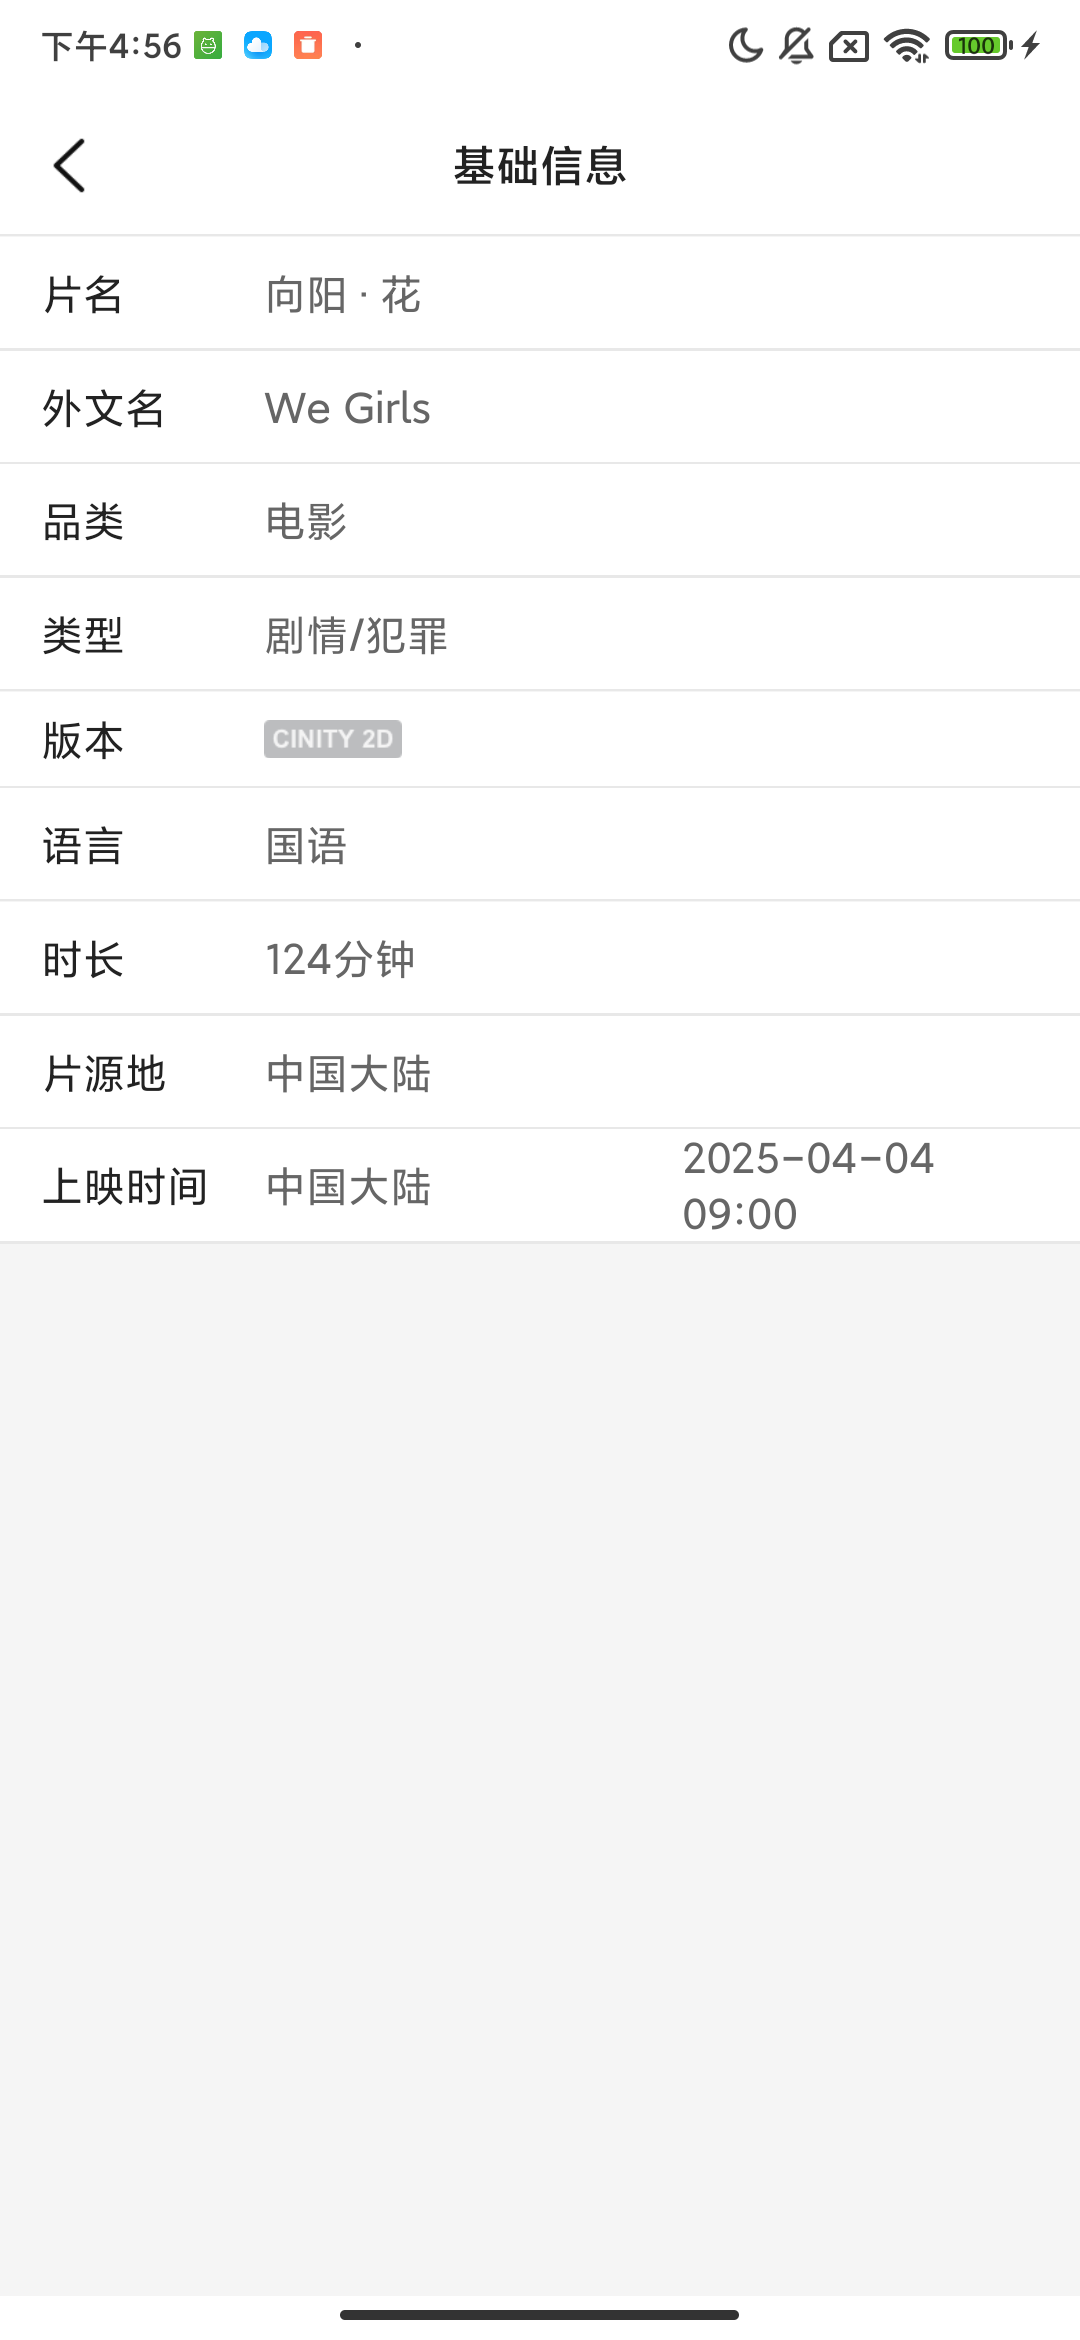 下午4:56
100
基础信息
片名 向阳 · 花
外文名 We Girls
品类 电影
类型 剧情/犯罪
版本 CINITY 2D
语言 国语
时长 124分钟
片源地 中国大陆
上映时间 中国大陆 2025-04-04
09:00